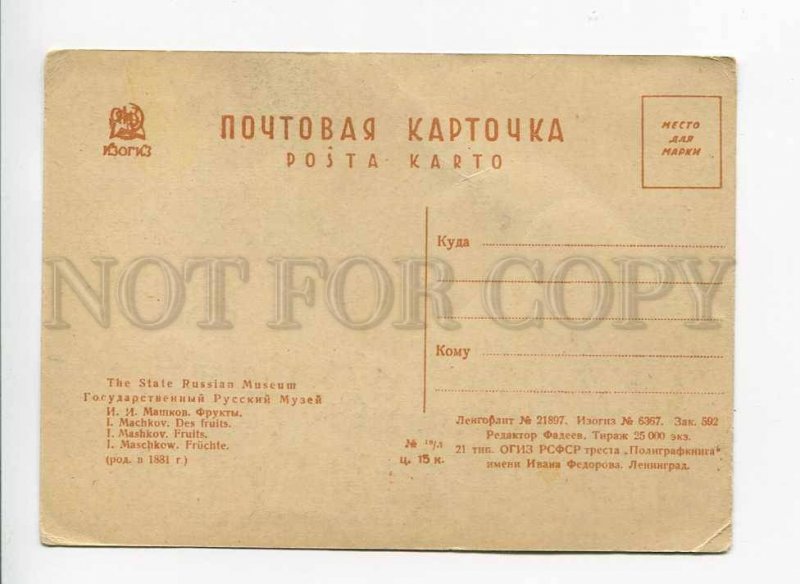 ИЗОГИЗ
ПОЧТОВАЯ КАРТОЧКА
POŜTA KARTO
МЕСТО
ДЛЯ
МАРКИ
Куда
NOT FOR COPY
Кому
The State Russian Museum
Государственный Русский Музей
И. И. Машков. Фрукты.
I. Machkov. Des fruits.
I. Mashkov. Fruits.
I. Maschkow. Früchte.
(род. в 1881 г.)
№ 19/л
ц. 15 к.
Ленгорлит № 21897. Изогиз № 6367. Зак. 592
Редактор Фадеев. Тираж 25 000 экз.
21 тип. ОГИЗ РСФСР треста „Полиграфкнига"
имени Ивана Федорова. Ленинград.